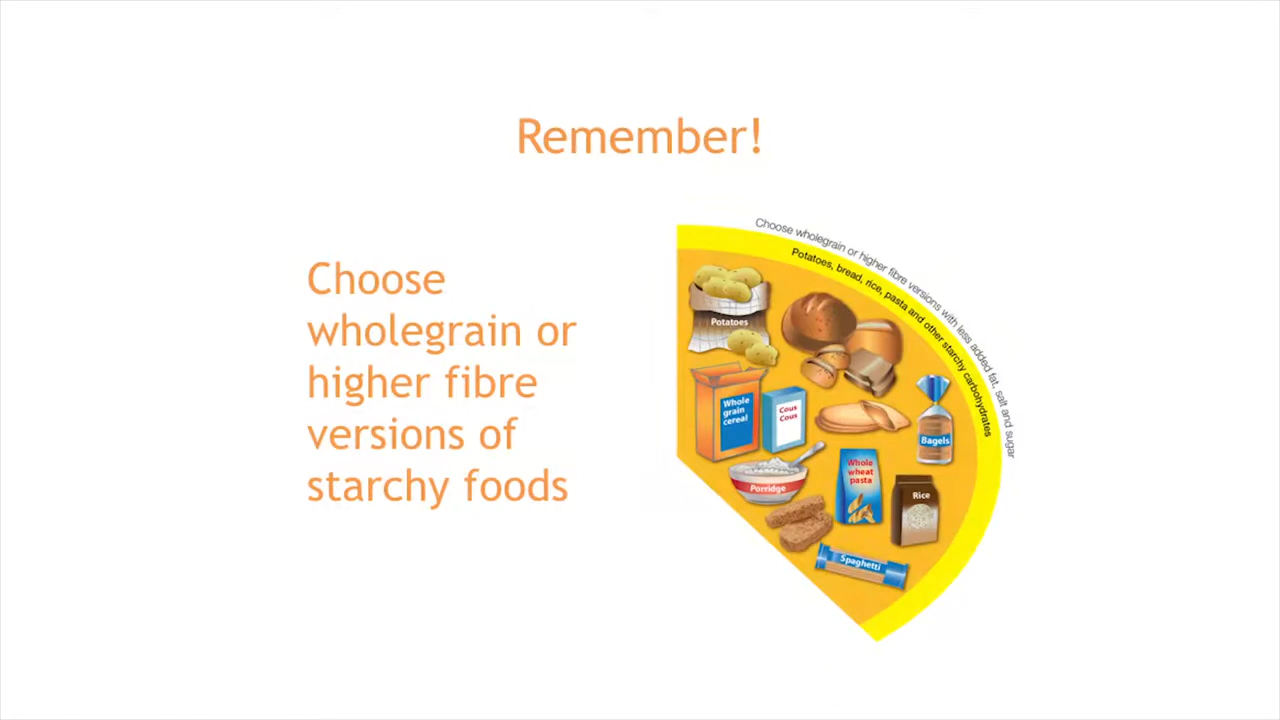 Remember!
Choose
wholegrain or
higher fibre
versions of
starchy foods
Choose wholegrain or higher fibre versions with less added fat, salt and sugar
Potatoes, bread, rice, pasta and other starchy carbohydrates
Potatoes
Whole
grain
cereal
Cous
Cous
Bagels
Porridge
Whole
wheat
pasta
Rice
Spaghetti